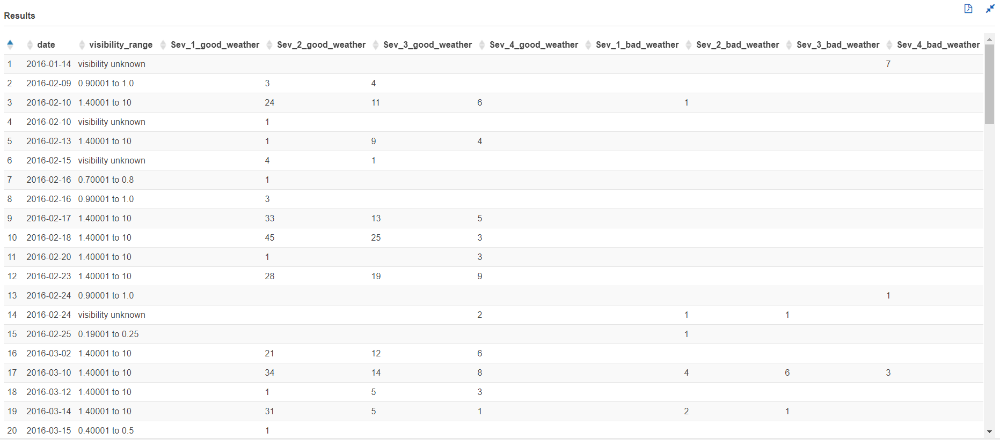 Results
date visibility_range Sev_1_good_weather Sev_2_good_weather Sev_3_good_weather Sev_4_good_weather Sev_1_bad_weather Sev_2_bad_weather Sev_3_bad_weather Sev_4_bad_weather
1 2016-01-14 visibility unknown 7
2 2016-02-09 0.90001 to 1.0 3 4
3 2016-02-10 1.40001 to 10 24 11 6 1
4 2016-02-10 visibility unknown 1
5 2016-02-13 1.40001 to 10 1 9 4
6 2016-02-15 visibility unknown 4 1
7 2016-02-16 0.70001 to 0.8 1
8 2016-02-16 0.90001 to 1.0 3
9 2016-02-17 1.40001 to 10 33 13 5
10 2016-02-18 1.40001 to 10 45 25 3
11 2016-02-20 1.40001 to 10 1 3
12 2016-02-23 1.40001 to 10 28 19 9
13 2016-02-24 0.90001 to 1.0 1
14 2016-02-24 visibility unknown 2 1 1
15 2016-02-25 0.19001 to 0.25 1
16 2016-03-02 1.40001 to 10 21 12 6
17 2016-03-10 1.40001 to 10 34 14 8 4 6 3
18 2016-03-12 1.40001 to 10 1 5 3
19 2016-03-14 1.40001 to 10 31 5 1 2 1
20 2016-03-15 0.40001 to 0.5 1